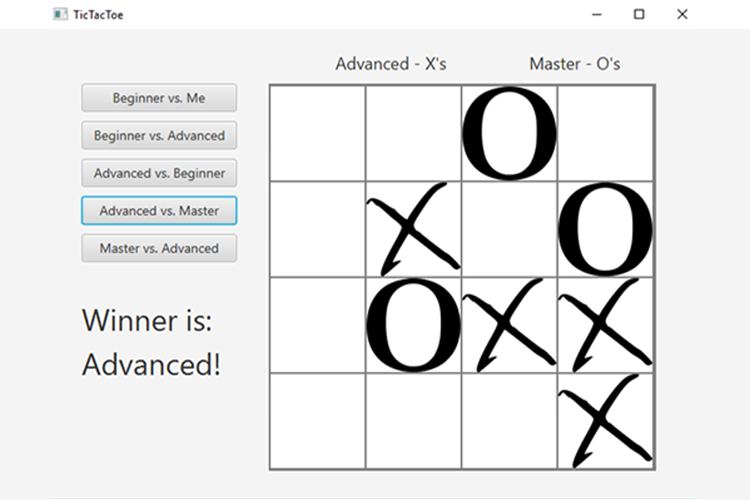 TicTacToe
Advanced - X's Master - O's
Beginner vs. Me
Beginner vs. Advanced
Advanced vs. Beginner
Advanced vs. Master
Master vs. Advanced
Winner is:
Advanced!
O
X O
O X X
X